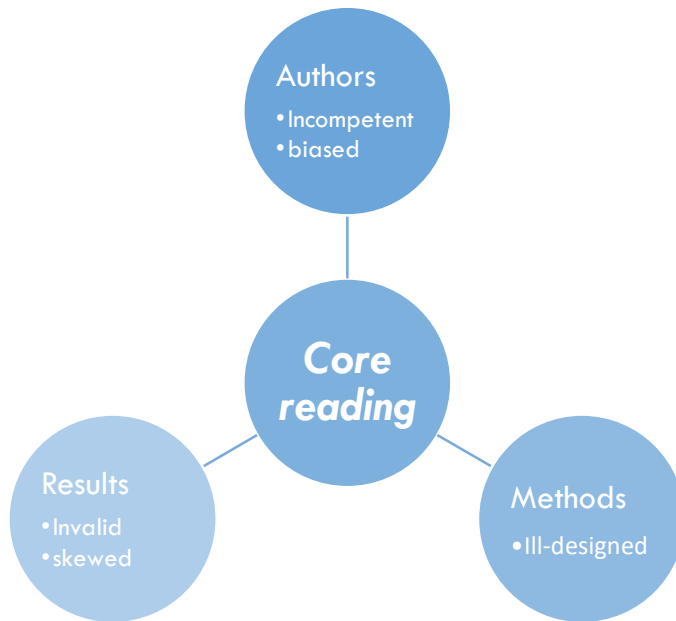 Authors
•Incompetent
•biased
Core
reading
Results
•Invalid
•skewed
Methods
•Ill-designed